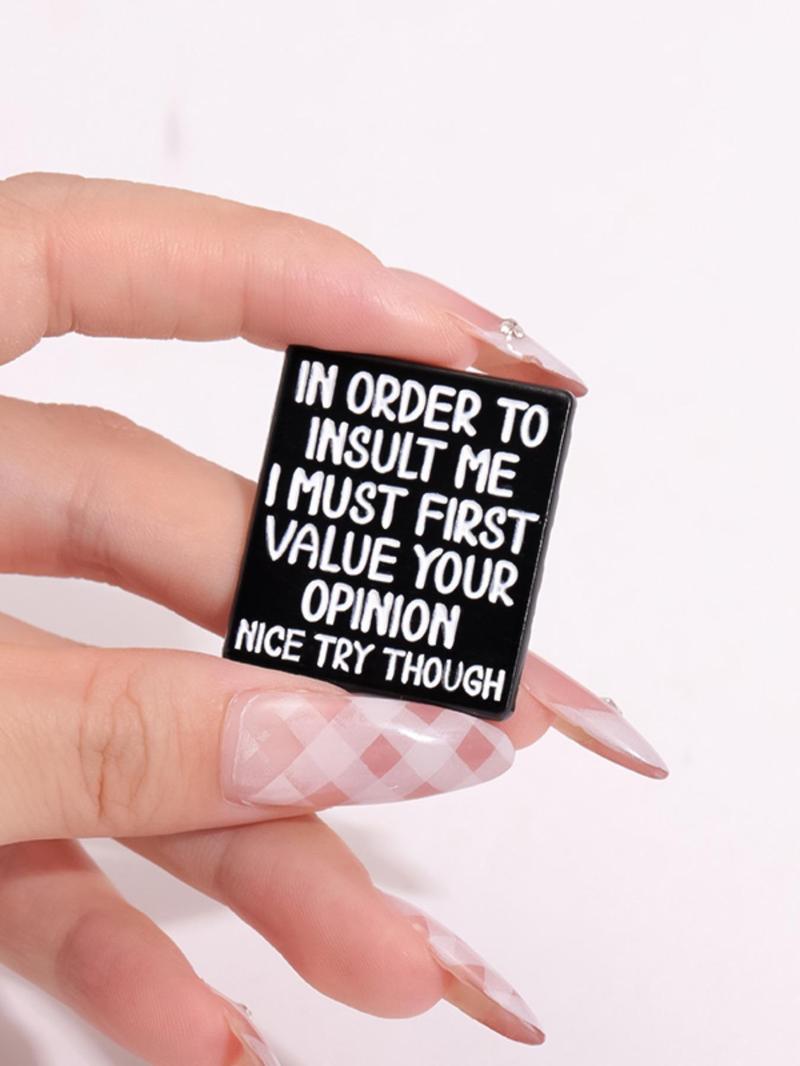 IN ORDER TO
INSULT ME
I MUST FIRST
VALUE YOUR
OPINION
NICE TRY THOUGH